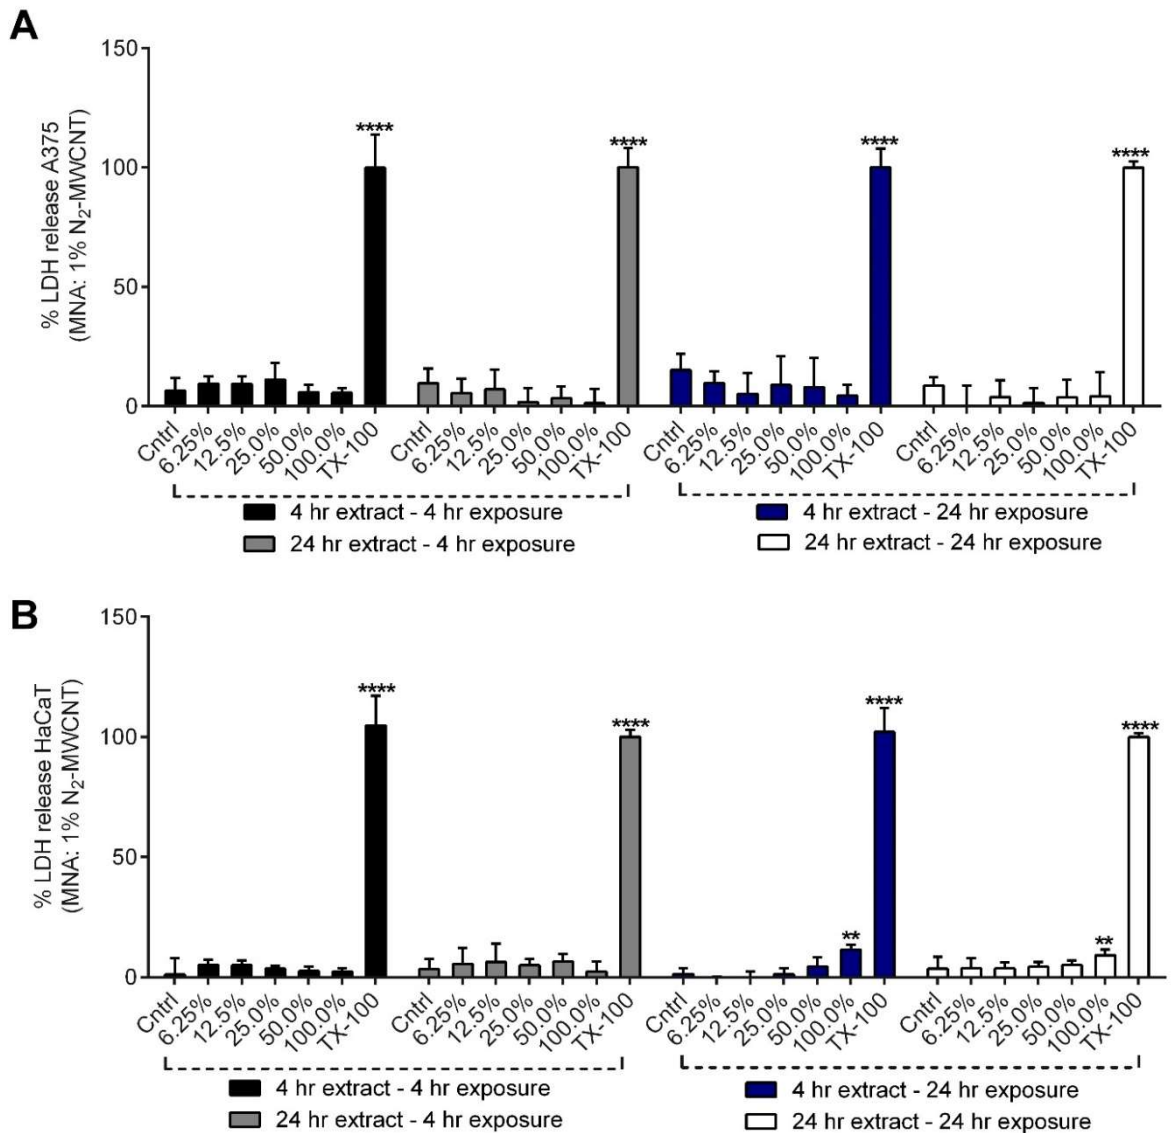 A
% LDH release A375
(MNA: 1% N₂-MWCNT)
150
100
50
0
**** **** **** ****
Cntrl 6.25% 12.5% 25.0% 50.0% 100.0% TX-100 Cntrl 6.25% 12.5% 25.0% 50.0% 100.0% TX-100 Cntrl 6.25% 12.5% 25.0% 50.0% 100.0% TX-100 Cntrl 6.25% 12.5% 25.0% 50.0% 100.0% TX-100
4 hr extract - 4 hr exposure
24 hr extract - 4 hr exposure
4 hr extract - 24 hr exposure
24 hr extract - 24 hr exposure
B
% LDH release HaCaT
(MNA: 1% N₂-MWCNT)
150
100
50
0
**** **** ** **** ** ****
Cntrl 6.25% 12.5% 25.0% 50.0% 100.0% TX-100 Cntrl 6.25% 12.5% 25.0% 50.0% 100.0% TX-100 Cntrl 6.25% 12.5% 25.0% 50.0% 100.0% TX-100 Cntrl 6.25% 12.5% 25.0% 50.0% 100.0% TX-100
4 hr extract - 4 hr exposure
24 hr extract - 4 hr exposure
4 hr extract - 24 hr exposure
24 hr extract - 24 hr exposure